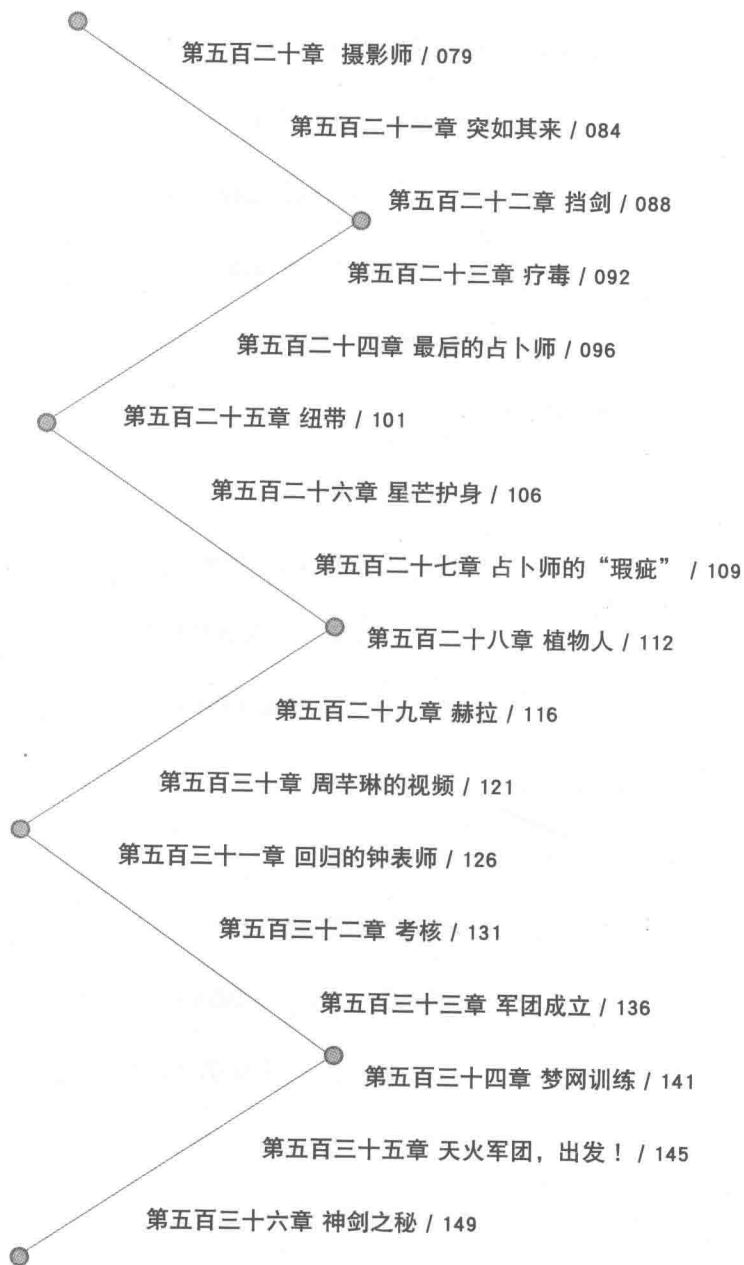 第五百二十章 摄影师 / 079
第五百二十一章 突如其来 / 084
第五百二十二章 挡剑 / 088
第五百二十三章 疗毒 / 092
第五百二十四章 最后的占卜师 / 096
第五百二十五章 纽带 / 101
第五百二十六章 星芒护身 / 106
第五百二十七章 占卜师的“瑕疵” / 109
第五百二十八章 植物人 / 112
第五百二十九章 赫拉 / 116
第五百三十章 周芊琳的视频 / 121
第五百三十一章 回归的钟表师 / 126
第五百三十二章 考核 / 131
第五百三十三章 军团成立 / 136
第五百三十四章 梦网训练 / 141
第五百三十五章 天火军团，出发！ / 145
第五百三十六章 神剑之秘 / 149